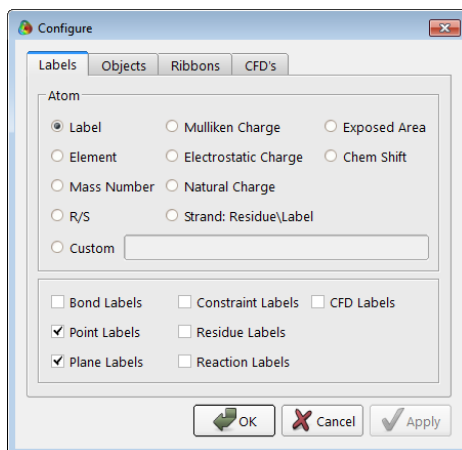 Configure
Labels Objects Ribbons CFD's
Atom
Label Mulliken Charge Exposed Area
Element Electrostatic Charge Chem Shift
Mass Number Natural Charge
R/S Strand: Residue\Label
Custom
Bond Labels Constraint Labels CFD Labels
Point Labels Residue Labels
Plane Labels Reaction Labels
OK Cancel Apply